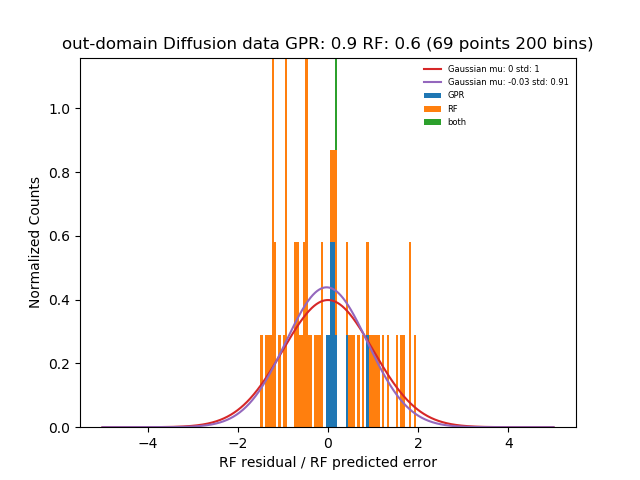 out-domain Diffusion data GPR: 0.9 RF: 0.6 (69 points 200 bins)
Gaussian mu: 0 std: 1
Gaussian mu: -0.03 std: 0.91
GPR
RF
both
Normalized Counts
1.0
0.8
0.6
0.4
0.2
0.0
−4 −2 0 2 4
RF residual / RF predicted error